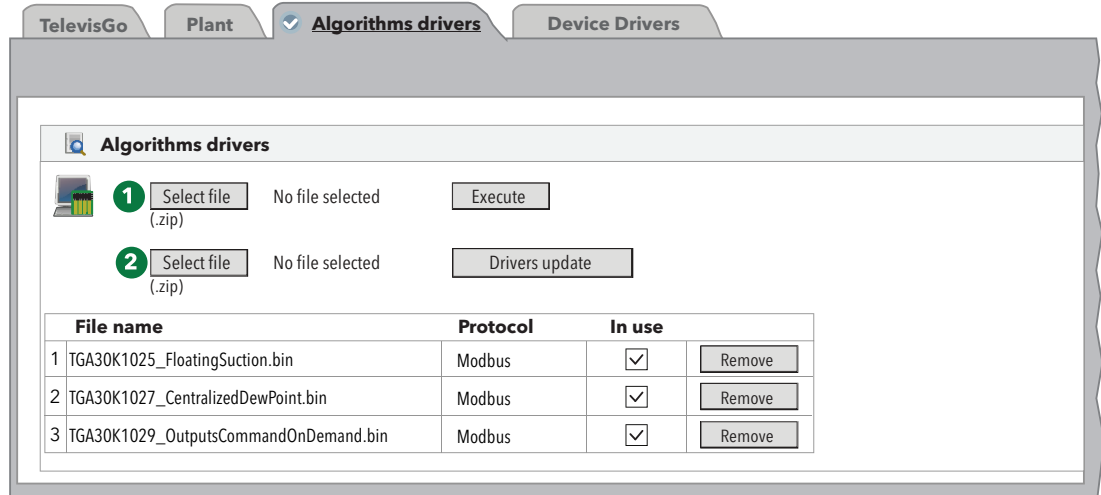 TelevisGo Plant Algorithms drivers Device Drivers
Algorithms drivers
1 Select file No file selected Execute
(.zip)
2 Select file No file selected Drivers update
(.zip)
File name Protocol In use
1 TGA30K1025_FloatingSuction.bin Modbus Remove
2 TGA30K1027_CentralizedDewPoint.bin Modbus Remove
3 TGA30K1029_OutputsCommandOnDemand.bin Modbus Remove